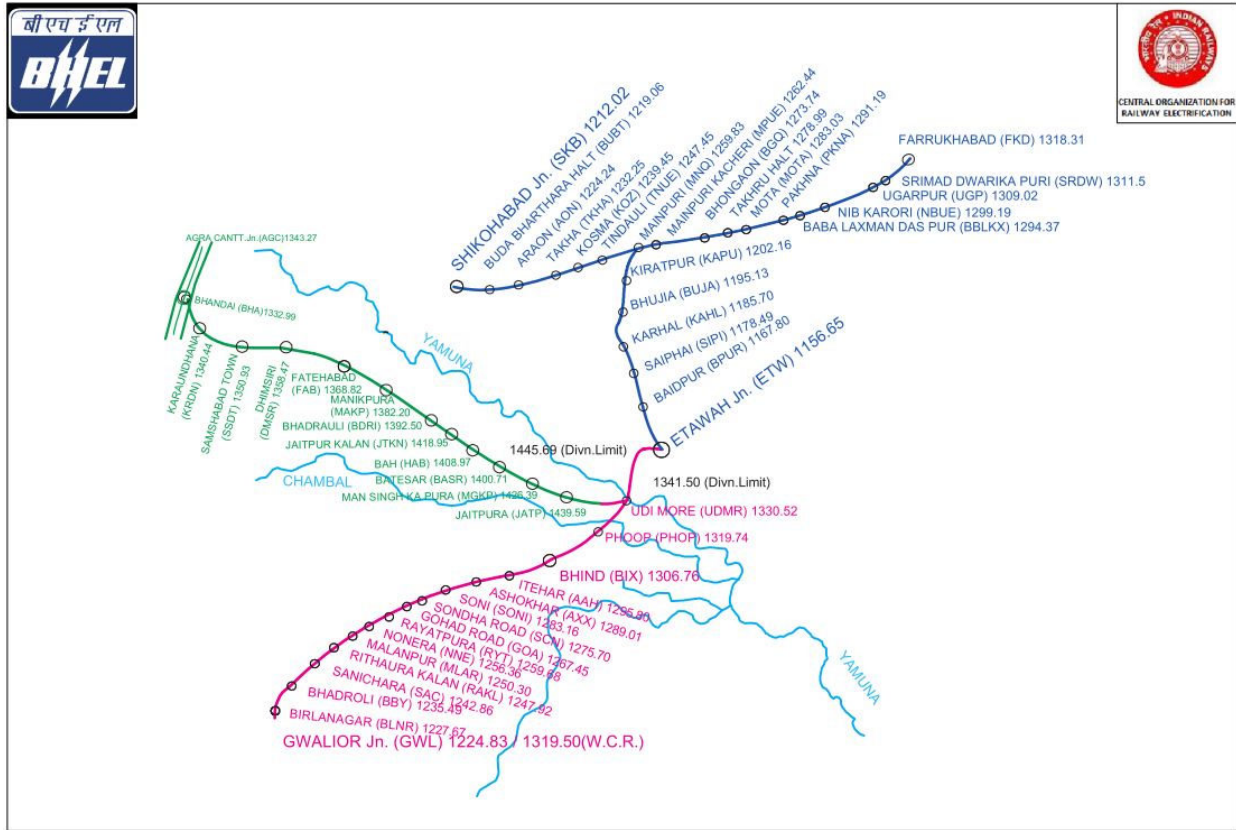 बी एच ई एल
BHEL
INDIAN RAILWAYS
CENTRAL ORGANIZATION FOR
RAILWAY ELECTRIFICATION
SHIKOHABAD Jn. (SKB) 1212.02
BUDA BHARTHARA HALT (BUBT) 1219.06
ARAON (AON) 1224.24
TAKHA (TKHA) 1232.25
KOSMA (KOZ) 1239.45
TINDAULI (TNUE) 1247.45
MAINPURI (MNQ) 1259.83
MAINPURI KACHERI (MPUE) 1262.44
BHONGAON (BGQ) 1273.74
TAKHRU HALT 1278.99
MOTA (MOTA) 1283.03
PAKHNA (PKNA) 1291.19
FARRUKHABAD (FKD) 1318.31
SRIMAD DWARIKA PURI (SRDW) 1311.5
UGARPUR (UGP) 1309.02
NIB KARORI (NBUE) 1299.19
BABA LAXMAN DAS PUR (BBLKX) 1294.37
KIRATPUR (KAPU) 1202.16
BHUJIA (BUJA) 1195.13
KARHAL (KAHL) 1185.70
SAIPHAI (SIPI) 1178.49
BAIDPUR (BPUR) 1167.80
ETAWAH Jn. (ETW) 1156.65
AGRA CANTT.Jn.(AGC)1343.27
BHANDAI (BHA)1332.99
KARAUNDHANA
(KRDN) 1340.44
SAMSHABAD TOWN
(SSDT) 1350.93
DHIMSIRI
(DMSR) 1358.47
FATEHABAD
(FAB) 1368.82
MANIKPURA
(MAKP) 1382.20
BHADRAULI (BDRI) 1392.50
JAITPUR KALAN (JTKN) 1418.95
BAH (HAB) 1408.97
BATESAR (BASR) 1400.71
MAN SINGH KA PURA (MGKP) 1426.39
JAITPURA (JATP) 1439.59
YAMUNA
CHAMBAL
1445.69 (Divn.Limit)
1341.50 (Divn.Limit)
UDI MORE (UDMR) 1330.52
PHOOP (PHOP) 1319.74
BHIND (BIX) 1306.76
ITEHAR (AAH) 1295.80
ASHOKHAR (AXX) 1289.01
SONI (SONI) 1283.16
SONDHA ROAD (SCN) 1275.70
GOHAD ROAD (GOA) 1267.45
RAYATPURA (RYT) 1259.68
NONERA (NNE) 1256.36
MALANPUR (MLAR) 1250.30
RITHAURA KALAN (RAKL) 1247.92
SANICHARA (SAC) 1242.86
BHADROLI (BBY) 1235.49
BIRLANAGAR (BLNR) 1227.67
GWALIOR Jn. (GWL) 1224.83 / 1319.50(W.C.R.)
YAMUNA